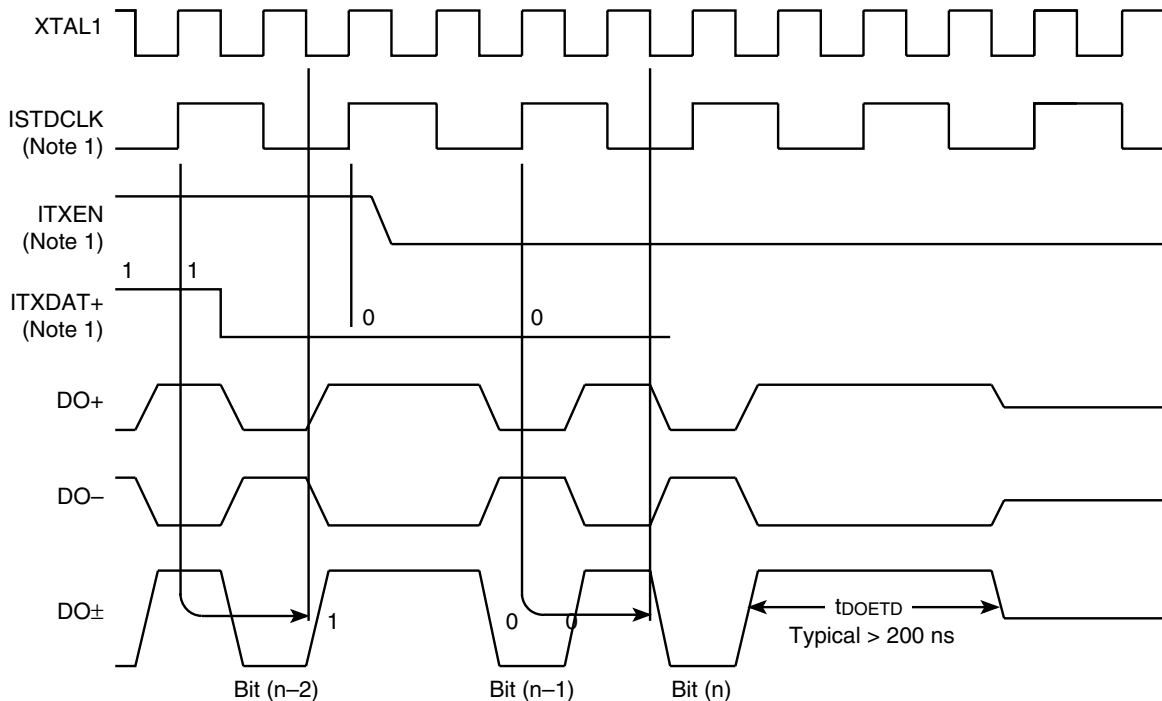 XTAL1
ISTDCLK
(Note 1)
ITXEN
(Note 1)
1 1
ITXDAT+
(Note 1)
0 0
DO+
DO–
DO±
1 0 0
tDOETD
Typical > 200 ns
Bit (n–2) Bit (n–1) Bit (n)